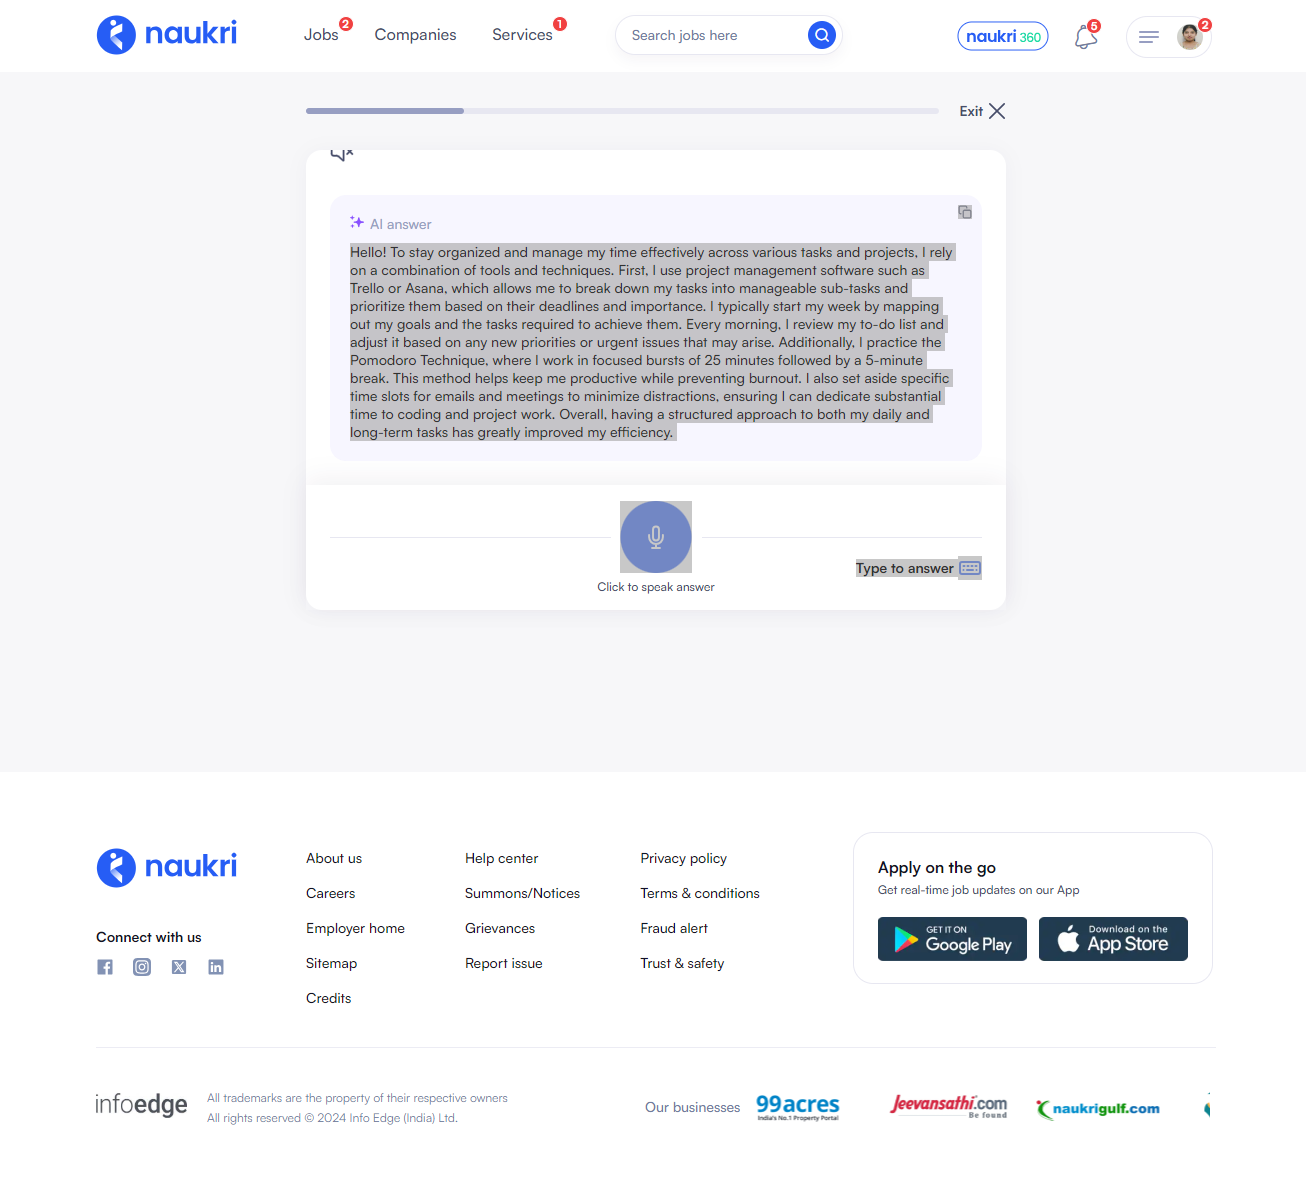 naukri
Jobs 2
Companies
Services 1
Search jobs here
naukri 360
5
2
Exit
AI answer
Hello! To stay organized and manage my time effectively across various tasks and projects, I rely
on a combination of tools and techniques. First, I use project management software such as
Trello or Asana, which allows me to break down my tasks into manageable sub-tasks and
prioritize them based on their deadlines and importance. I typically start my week by mapping
out my goals and the tasks required to achieve them. Every morning, I review my to-do list and
adjust it based on any new priorities or urgent issues that may arise. Additionally, I practice the
Pomodoro Technique, where I work in focused bursts of 25 minutes followed by a 5-minute
break. This method helps keep me productive while preventing burnout. I also set aside specific
time slots for emails and meetings to minimize distractions, ensuring I can dedicate substantial
time to coding and project work. Overall, having a structured approach to both my daily and
long-term tasks has greatly improved my efficiency.
Type to answer
Click to speak answer
naukri
Connect with us
About us
Careers
Employer home
Sitemap
Credits
Help center
Summons/Notices
Grievances
Report issue
Privacy policy
Terms & conditions
Fraud alert
Trust & safety
Apply on the go
Get real-time job updates on our App
GET IT ON
Google Play
Download on the
App Store
infoedge
All trademarks are the property of their respective owners
All rights reserved © 2024 Info Edge (India) Ltd.
Our businesses
99acres
India's No.1 Property Portal
Jeevansathi.com
Be found
naukrigulf.com